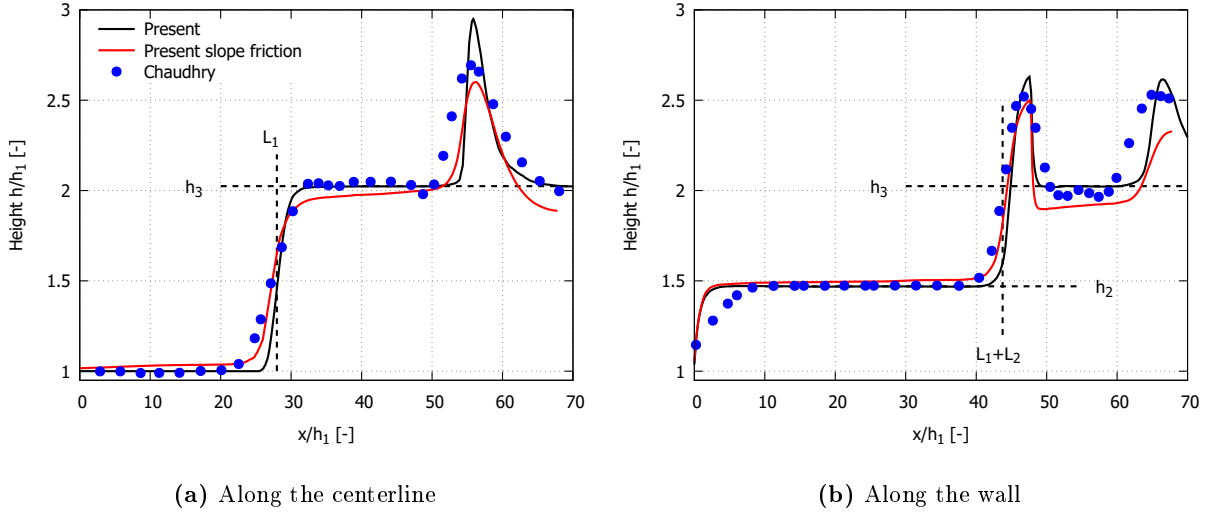 3
2.5
2
1.5
1
0 10 20 30 40 50 60 70
Height h/h₁ [-]
x/h₁ [-]
Present
Present slope friction
Chaudhry
L₁
h₃
(a) Along the centerline
3
2.5
2
1.5
1
0 10 20 30 40 50 60 70
Height h/h₁ [-]
x/h₁ [-]
h₃
h₂
L₁+L₂
(b) Along the wall